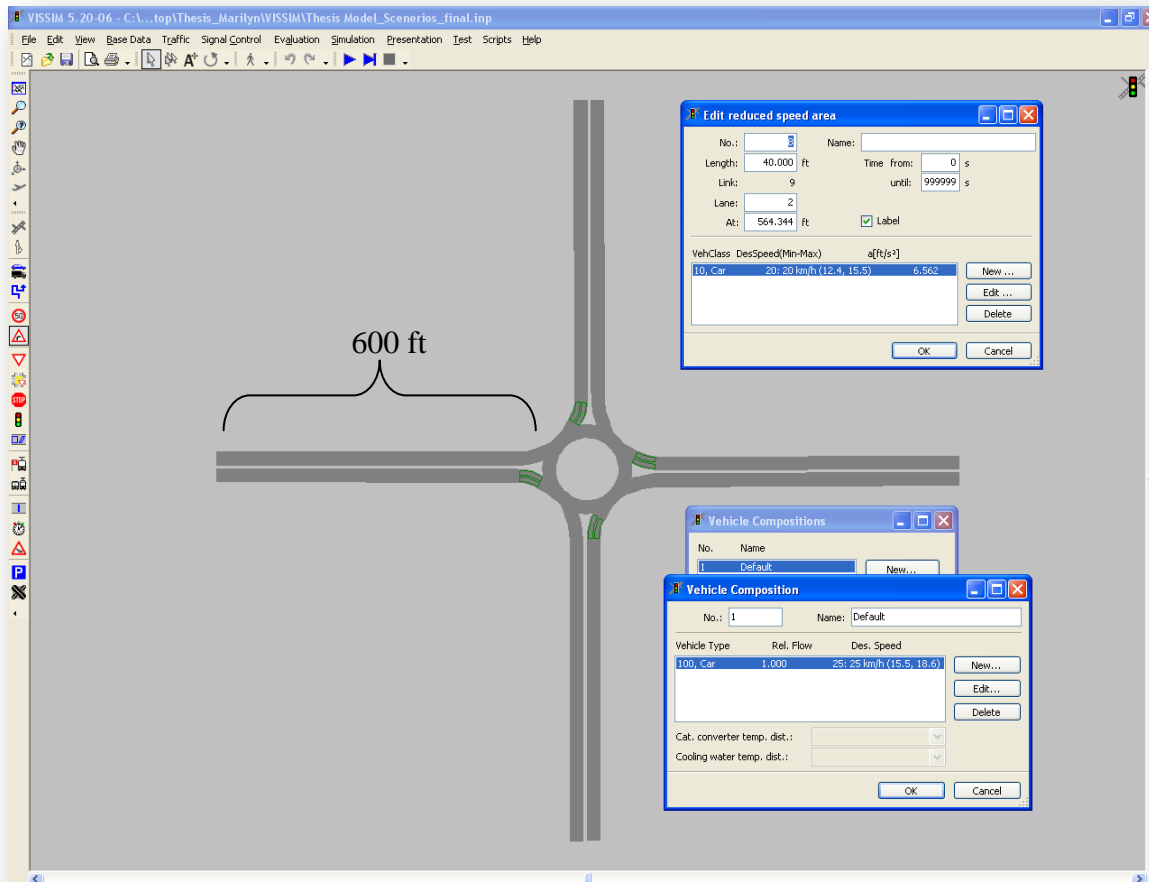 VISSIM 5.20-06 - C:\...top\Thesis_Marilyn\VISSIM\Thesis Model_Scenerios_final.inp
File Edit View Base Data Traffic Signal Control Evaluation Simulation Presentation Test Scripts Help
Edit reduced speed area
No.: 8 Name:
Length: 40.000 ft Time from: 0 s
Link: 9 until: 999999 s
Lane: 2
At: 564.344 ft Label
VehClass DesSpeed(Min-Max) a[ft/s²]
10, Car 20: 20 km/h (12.4, 15.5) 6.562
New ...
Edit ...
Delete
OK Cancel
600 ft
50
STOP
P
Vehicle Compositions
No. Name
1 Default New...
Vehicle Composition
No.: 1 Name: Default
Vehicle Type Rel. Flow Des. Speed
100, Car 1.000 25: 25 km/h (15.5, 18.6)
New...
Edit...
Delete
Cat. converter temp. dist.:
Cooling water temp. dist.:
OK Cancel